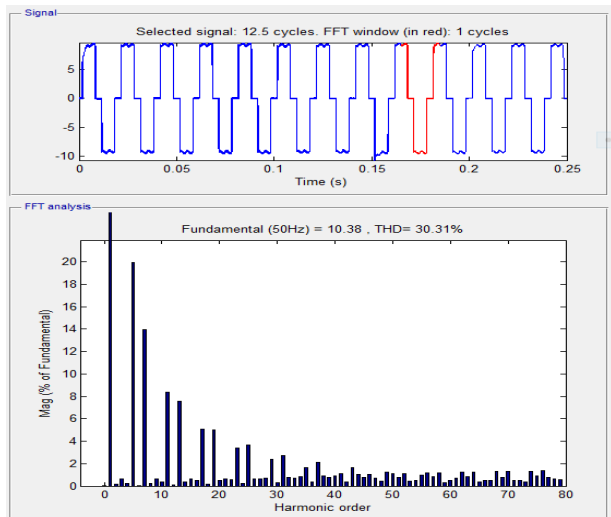 Signal
Selected signal: 12.5 cycles. FFT window (in red): 1 cycles
5
0
-5
-10
0 0.05 0.1 0.15 0.2 0.25
Time (s)
FFT analysis
Fundamental (50Hz) = 10.38 , THD= 30.31%
20
18
16
14
12
10
8
6
4
2
0
Mag (% of Fundamental)
0 10 20 30 40 50 60 70 80
Harmonic order